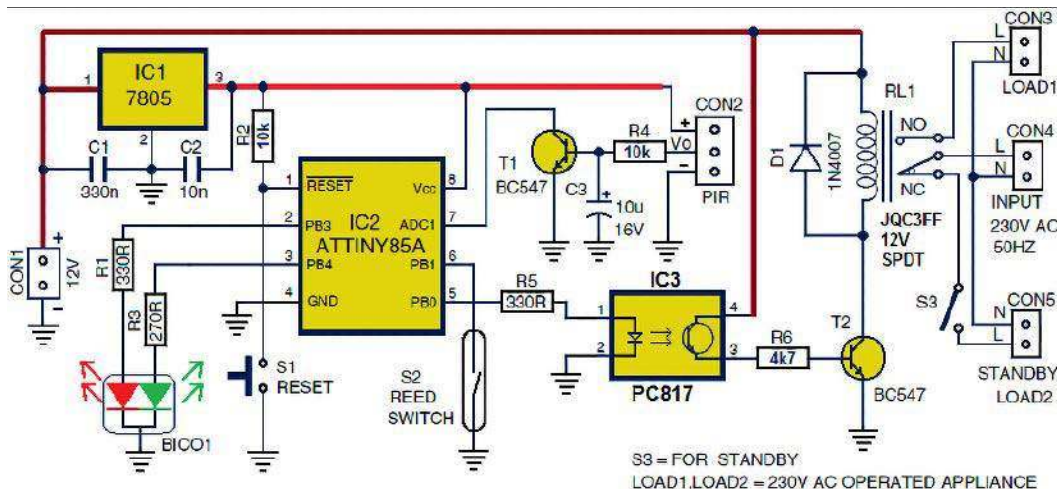 IC1
7805
1
3
2
C1
330n
C2
10n
R2
10k
CON1
12V
+
-
R1
330R
R3
270R
BICO1
S1
RESET
1
RESET
2
PB3
3
PB4
4
GND
IC2
ATTINY85A
Vcc
8
ADC1
7
PB1
6
PB0
5
S2
REED
SWITCH
T1
BC547
R4
10k
C3
+
10u
16V
CON2
+
Vo
-
PIR
R5
330R
IC3
1
2
4
3
PC817
R6
4k7
T2
BC547
D1
1N4007
RL1
NO
NC
JQC3FF
12V
SPDT
S3
CON3
L
N
LOAD1
CON4
L
N
INPUT
230V AC
50HZ
CON5
N
L
STANDBY
LOAD2
S3 = FOR STANDBY
LOAD1,LOAD2 = 230V AC OPERATED APPLIANCE